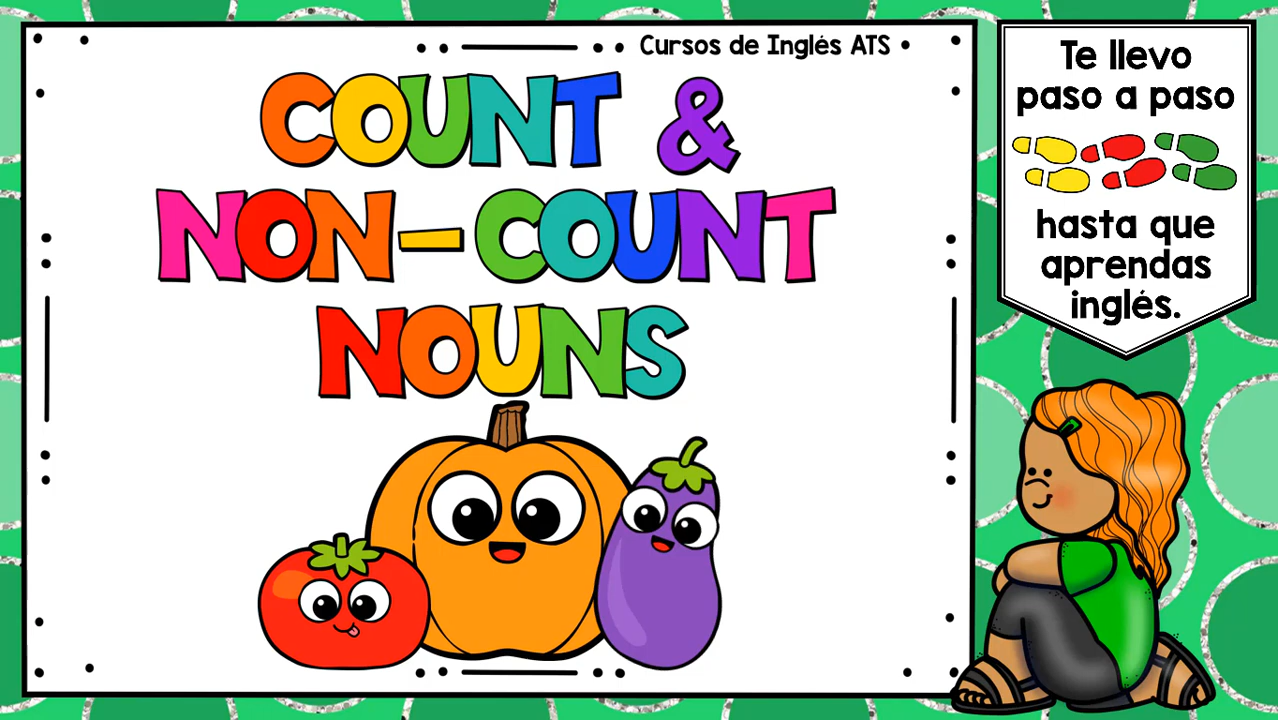 Cursos de Inglés ATS
COUNT &
NON-COUNT
NOUNS
Te llevo
paso a paso
hasta que
aprendas
inglés.